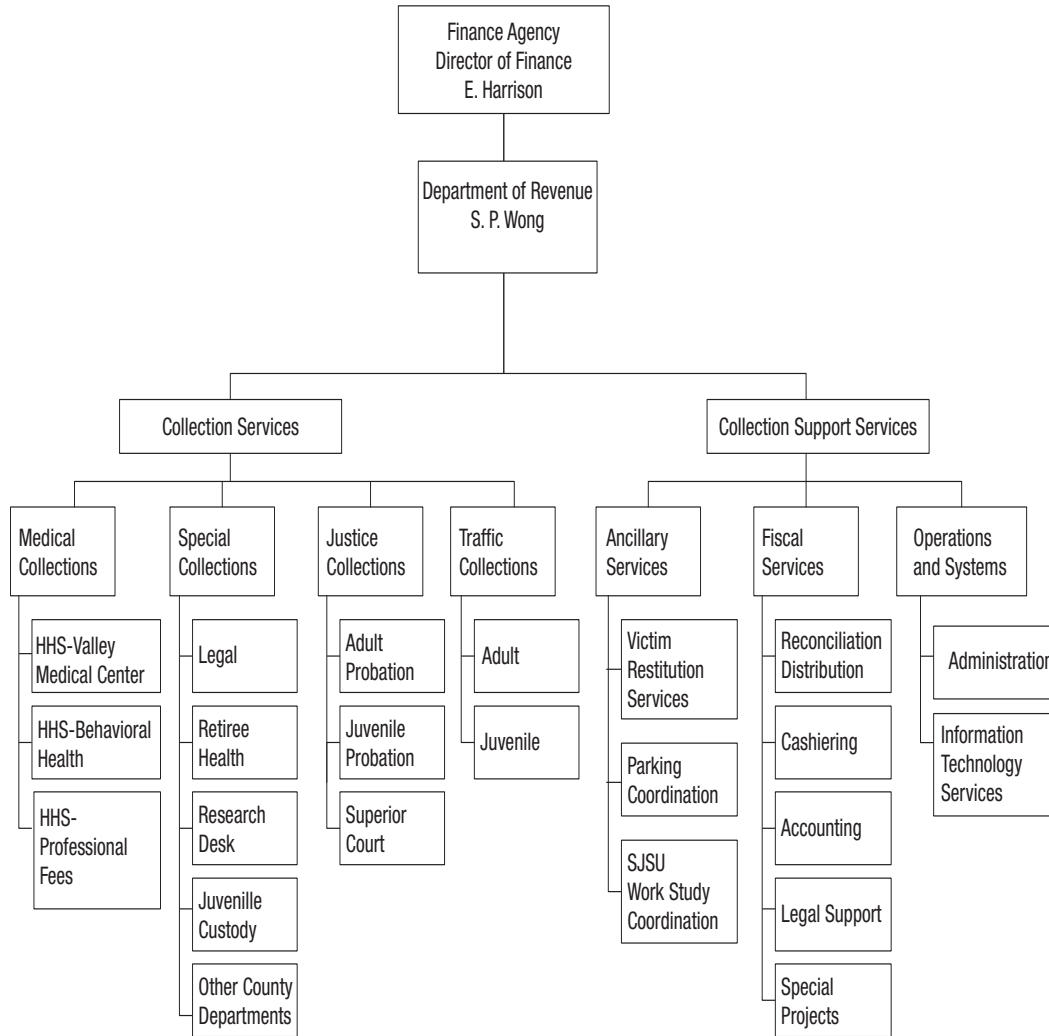 Finance Agency
Director of Finance
E. Harrison
Department of Revenue
S. P. Wong
Collection Services
Collection Support Services
Medical
Collections
Special
Collections
Justice
Collections
Traffic
Collections
Ancillary
Services
Fiscal
Services
Operations
and Systems
HHS-Valley
Medical Center
HHS-Behavioral
Health
HHS-
Professional
Fees
Legal
Retiree
Health
Research
Desk
Juvenille
Custody
Other County
Departments
Adult
Probation
Juvenile
Probation
Superior
Court
Adult
Juvenile
Victim
Restitution
Services
Parking
Coordination
SJSU
Work Study
Coordination
Reconciliation
Distribution
Cashiering
Accounting
Legal Support
Special
Projects
Administration
Information
Technology
Services